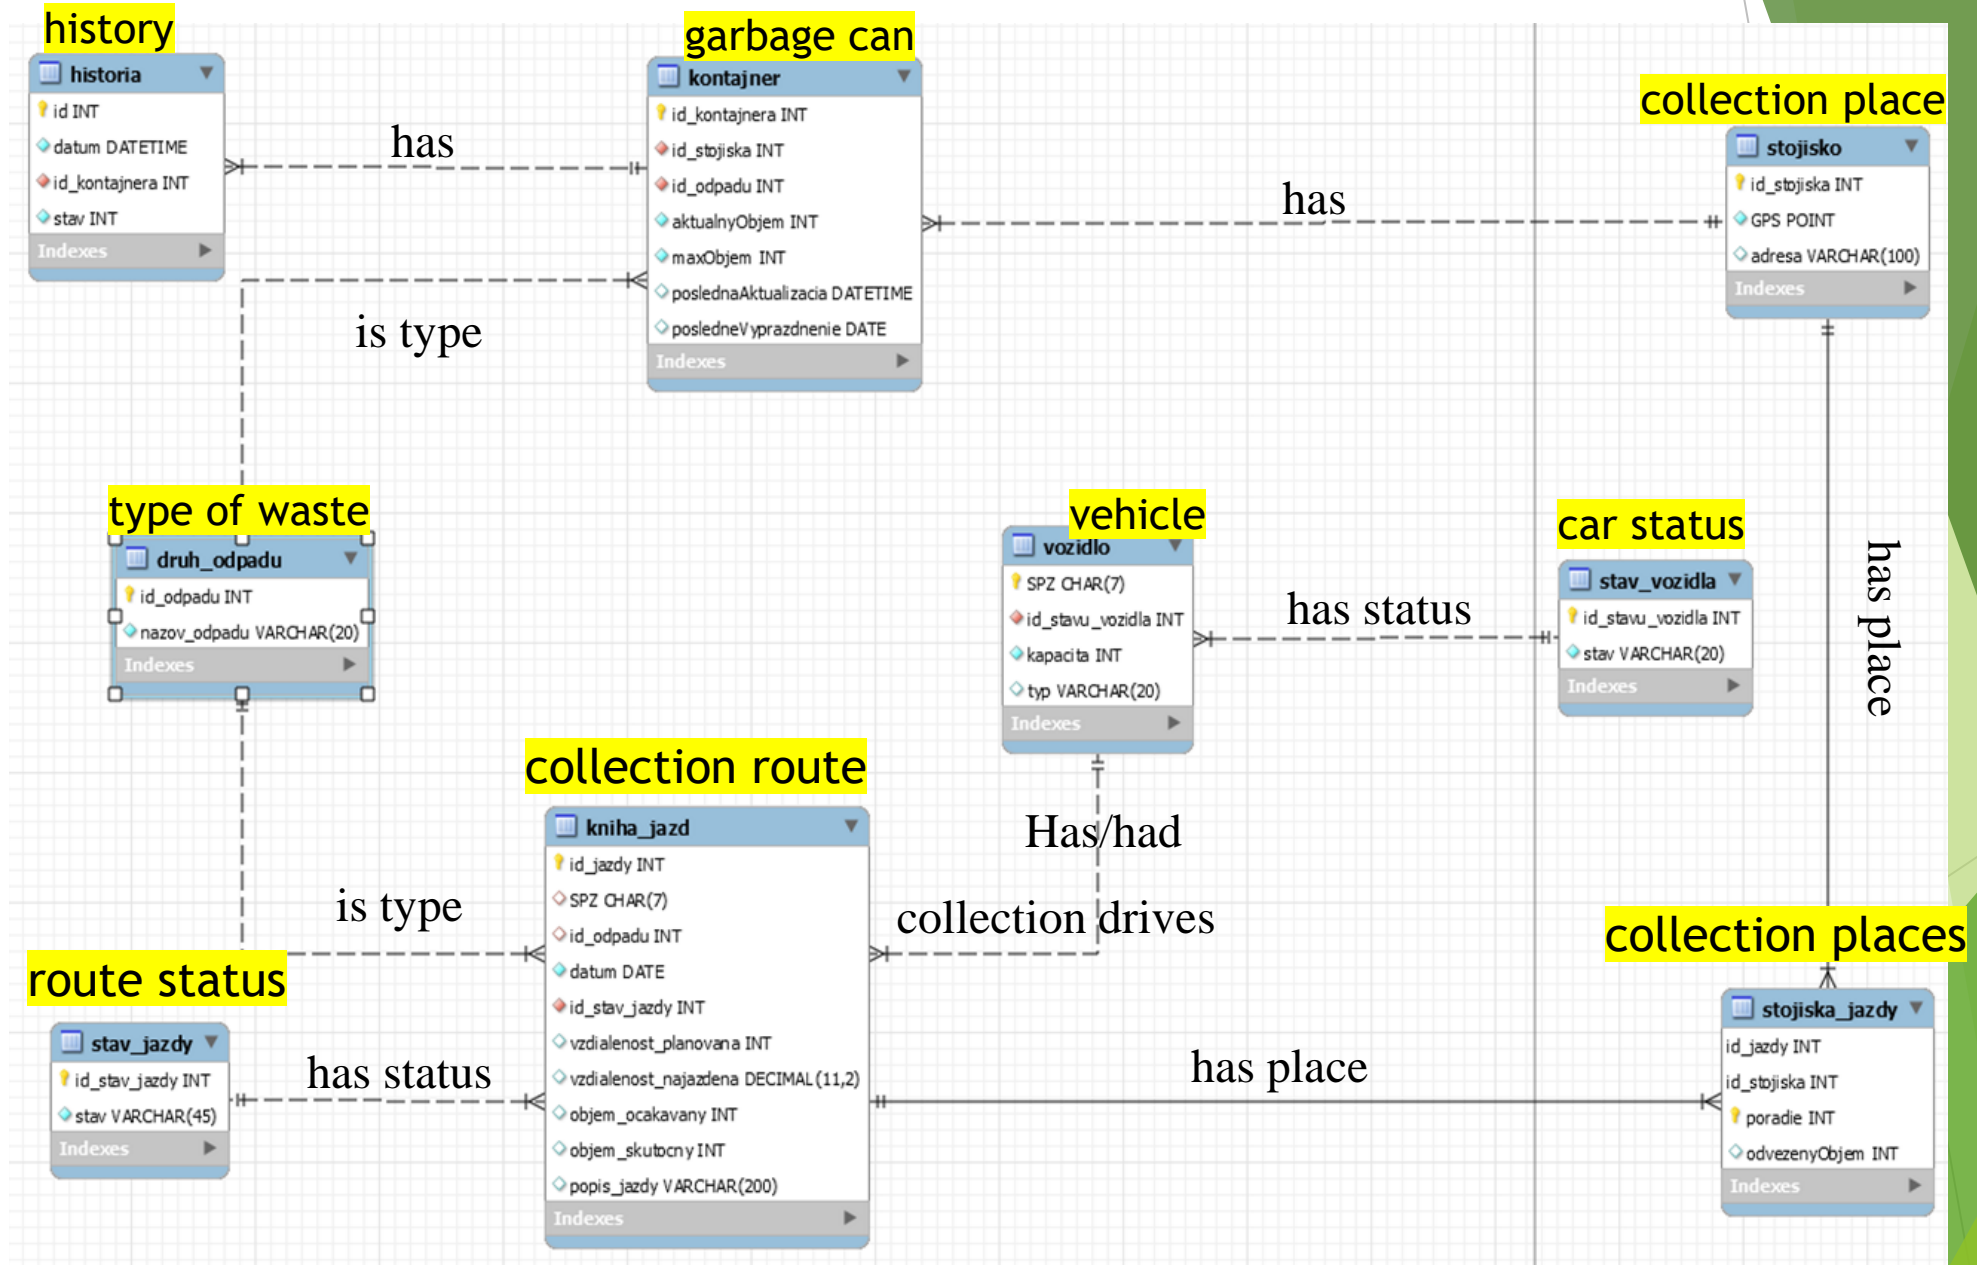 history
historia
id INT
datum DATETIME
id_kontajnera INT
stav INT
Indexes
has
garbage can
kontajner
id_kontajnera INT
id_stojiska INT
id_odpadu INT
aktualnyObjem INT
maxObjem INT
poslednaAktualizacia DATETIME
posledneVyprazdnenie DATE
Indexes
has
collection place
stojisko
id_stojiska INT
GPS POINT
adresa VARCHAR(100)
Indexes
is type
type of waste
druh_odpadu
id_odpadu INT
nazov_odpadu VARCHAR(20)
Indexes
vehicle
vozidlo
SPZ CHAR(7)
id_stavu_vozidla INT
kapacita INT
typ VARCHAR(20)
Indexes
has status
car status
stav_vozidla
id_stavu_vozidla INT
stav VARCHAR(20)
Indexes
has place
collection route
kniha_jazd
id_jazdy INT
SPZ CHAR(7)
id_odpadu INT
datum DATE
id_stav_jazdy INT
vzdialenost_planovana INT
vzdialenost_najazdena DECIMAL(11,2)
objem_ocakavany INT
objem_skutocny INT
popis_jazdy VARCHAR(200)
Indexes
Has/had
collection drives
is type
route status
stav_jazdy
id_stav_jazdy INT
stav VARCHAR(45)
Indexes
has status
has place
collection places
stojiska_jazdy
id_jazdy INT
id_stojiska INT
poradie INT
odvezenyObjem INT
Indexes